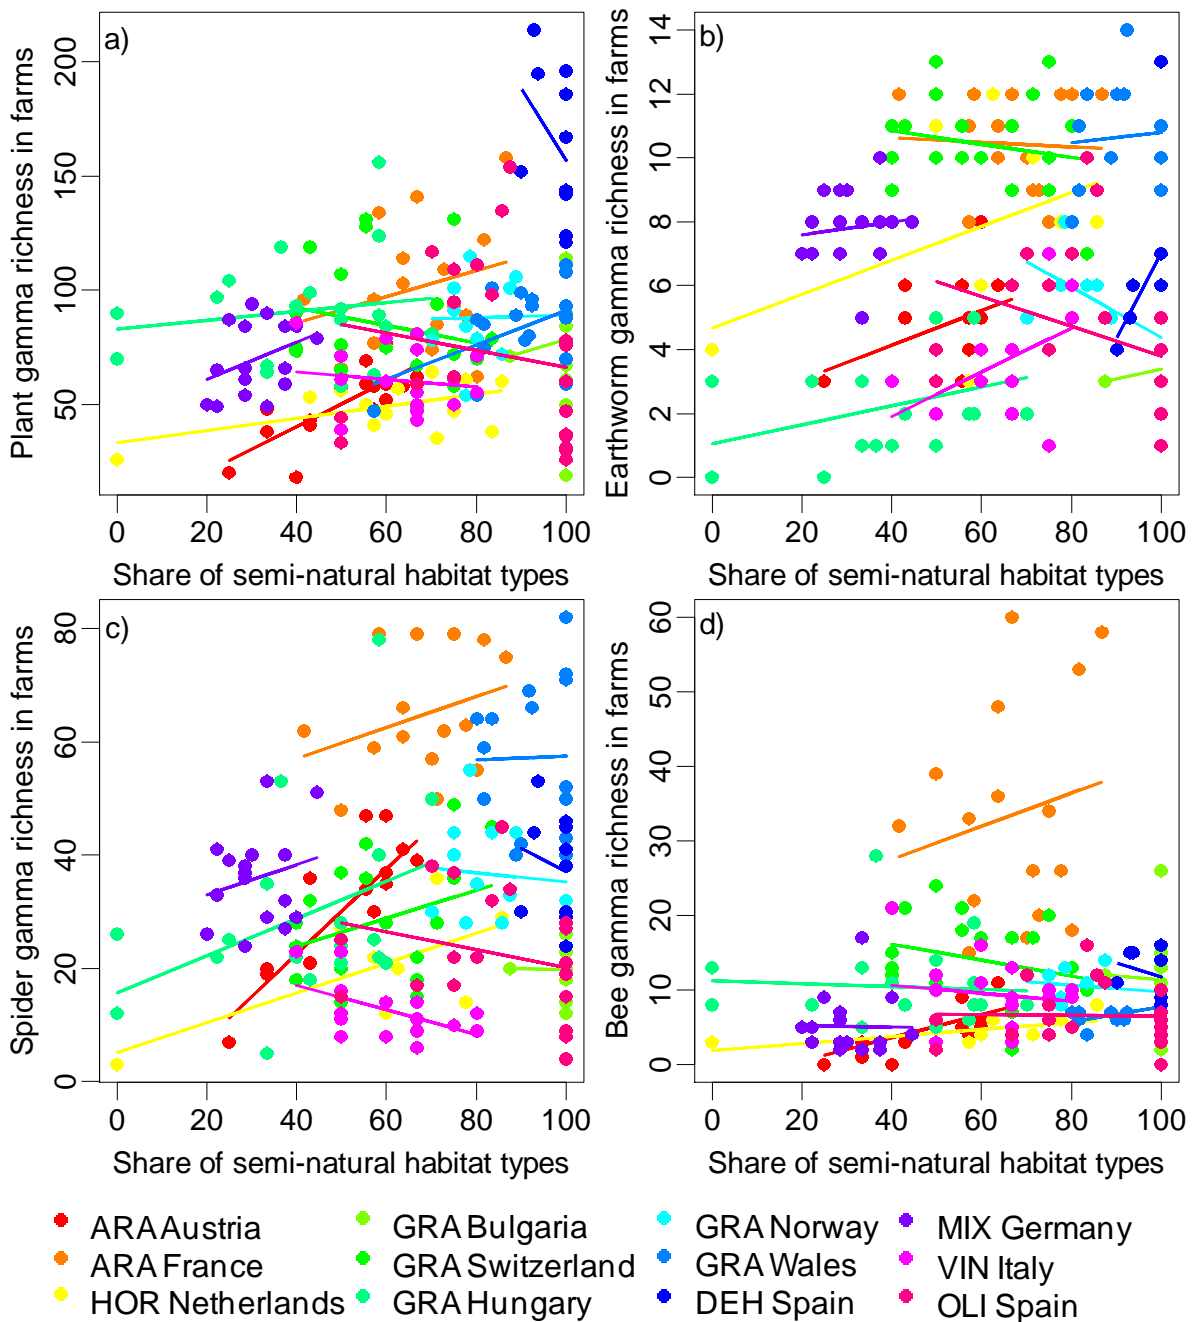 a)
Plant gamma richness in farms
50 100 150 200
0 20 40 60 80 100
Share of semi-natural habitat types
b)
Earthworm gamma richness in farms
0 2 4 6 8 10 12 14
0 20 40 60 80 100
Share of semi-natural habitat types
c)
Spider gamma richness in farms
0 20 40 60 80
0 20 40 60 80 100
Share of semi-natural habitat types
d)
Bee gamma richness in farms
0 10 20 30 40 50 60
0 20 40 60 80 100
Share of semi-natural habitat types
ARA Austria
ARA France
HOR Netherlands
GRA Bulgaria
GRA Switzerland
GRA Hungary
GRA Norway
GRA Wales
DEH Spain
MIX Germany
VIN Italy
OLI Spain